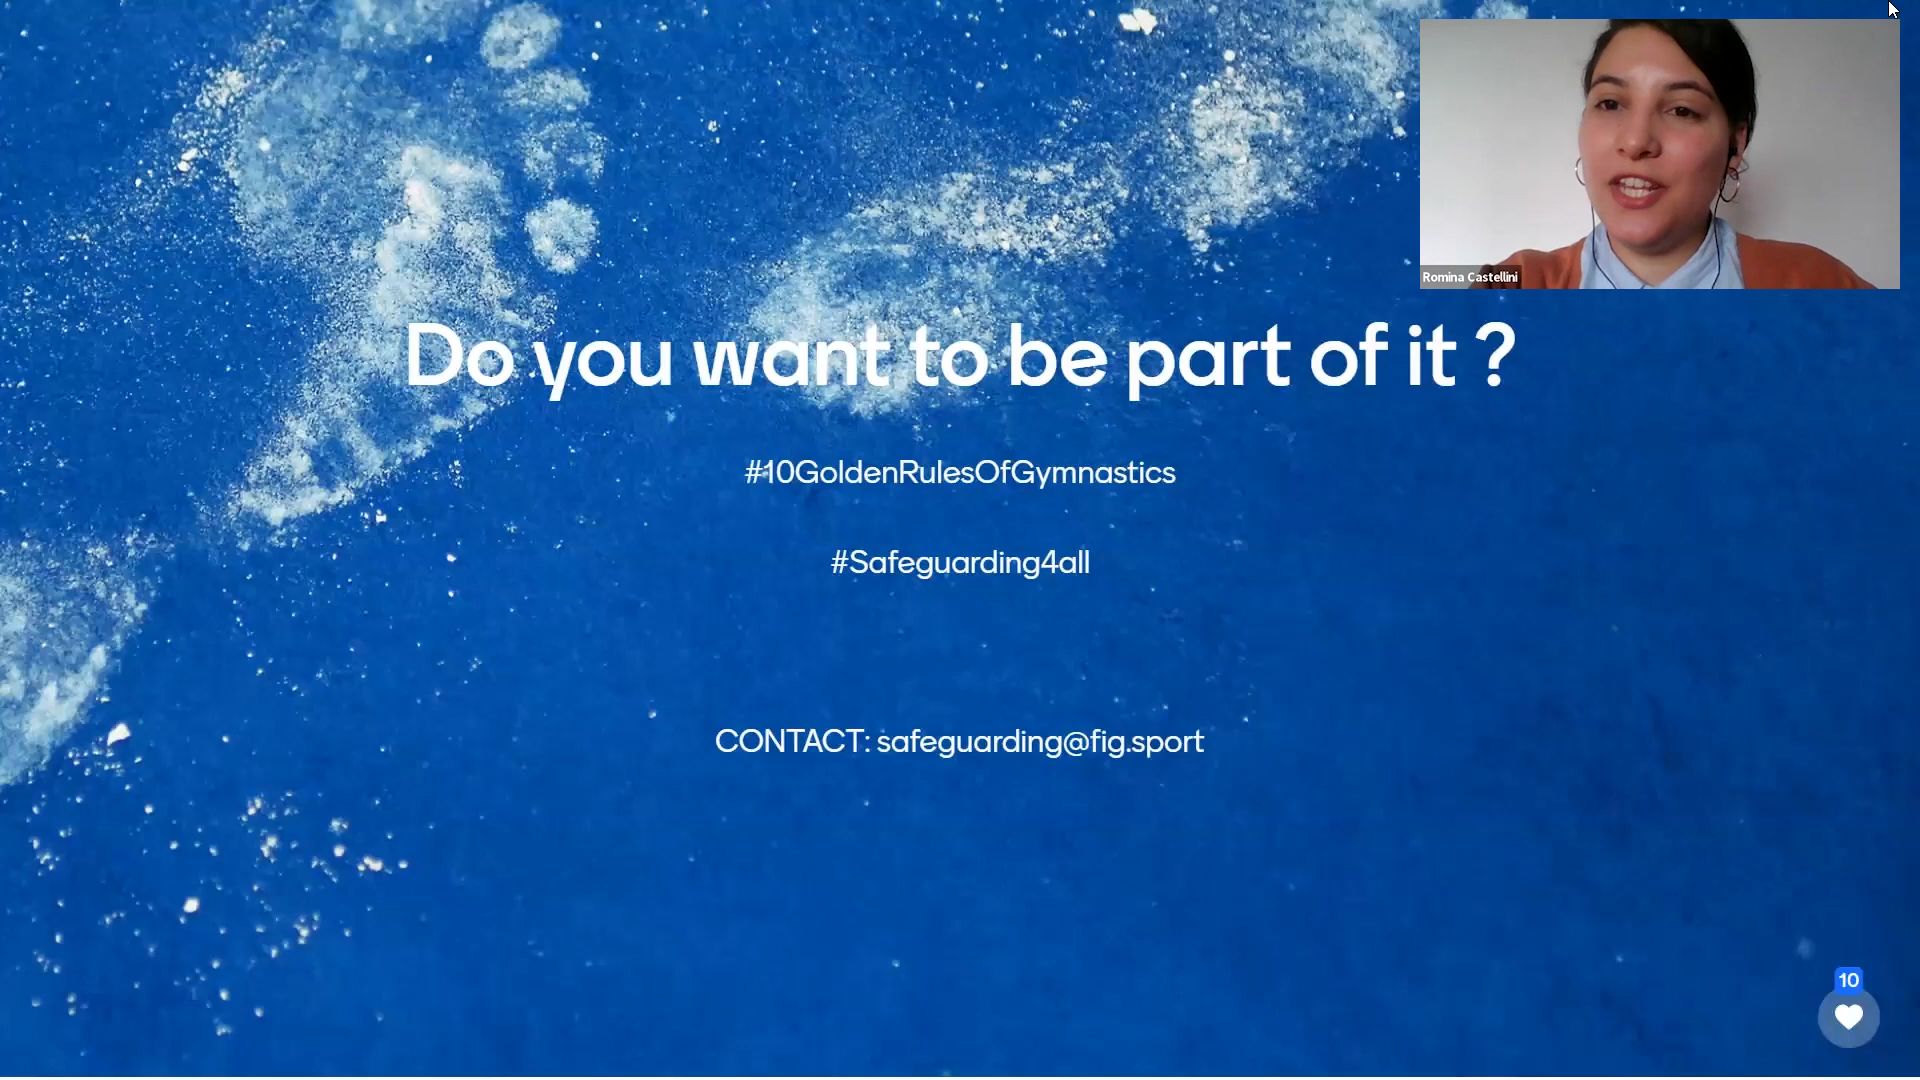 Romina Castellini
Do you want to be part of it ?
#10GoldenRulesOfGymnastics
#Safeguarding4all
CONTACT: safeguarding@fig.sport
10